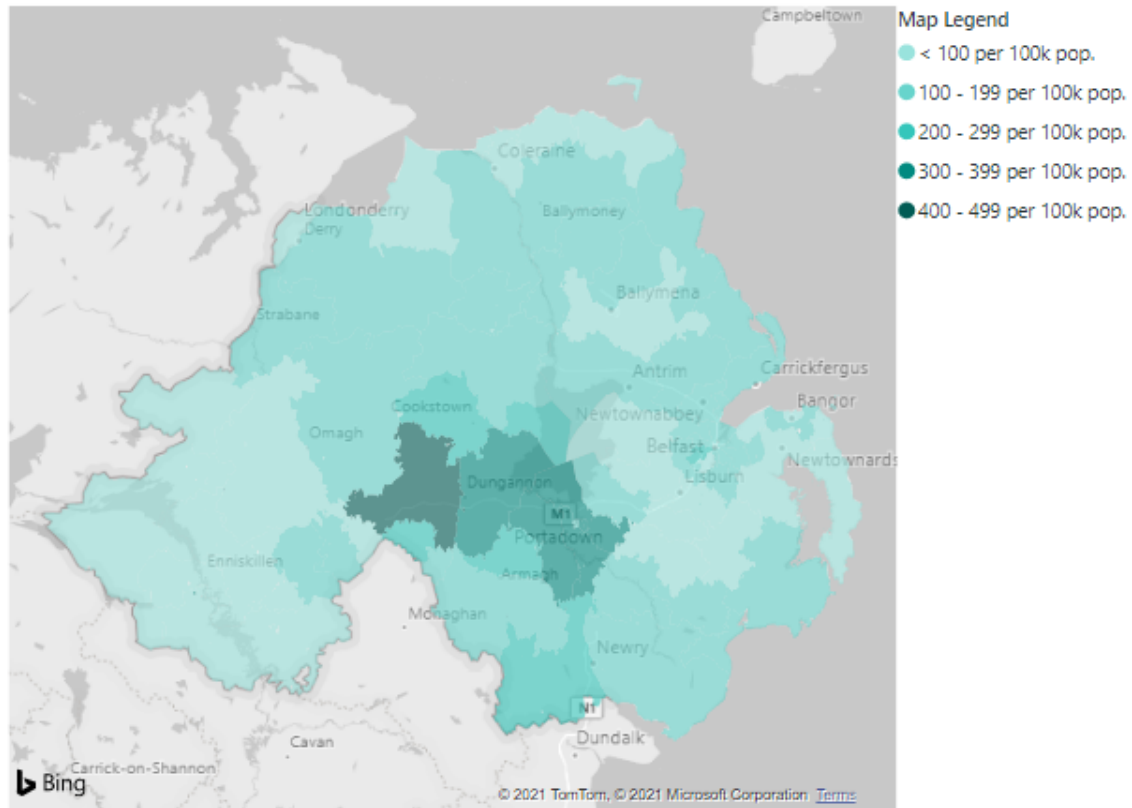 Campbeltown
Map Legend
< 100 per 100k pop.
100 - 199 per 100k pop.
200 - 299 per 100k pop.
300 - 399 per 100k pop.
400 - 499 per 100k pop.
Coleraine
Londonderry
Derry
Ballymoney
Ballymena
Strabane
Antrim
Carrickfergus
Cookstown
Newtownabbey
Bangor
Omagh
Belfast
Newtownards
Dungannon
Lisburn
M1
Portadown
Enniskillen
Armagh
Monaghan
Newry
N1
Dundalk
Cavan
Carrick-on-Shannon
Bing
© 2021 TomTom, © 2021 Microsoft Corporation Terms